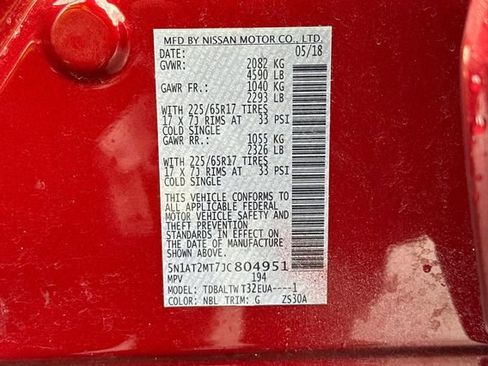 MFD BY NISSAN MOTOR CO., LTD.
DATE: 05/18
GVWR: 2082 KG
4590 LB
GAWR FR.: 1040 KG
2293 LB
WITH 225/65R17 TIRES
17 X 7J RIMS AT 33 PSI
COLD SINGLE
GAWR RR.: 1055 KG
2326 LB
WITH 225/65R17 TIRES
17 X 7J RIMS AT 33 PSI
COLD SINGLE
THIS VEHICLE CONFORMS TO
ALL APPLICABLE FEDERAL
MOTOR VEHICLE SAFETY AND
THEFT PREVENTION
STANDARDS IN EFFECT ON
THE DATE OF MANUFACTURE
SHOWN ABOVE.
5N1AT2MT7JC804951
MPV 194
MODEL: TDBALTW T32EUA----1
COLOR: NBL TRIM: G ZS30A